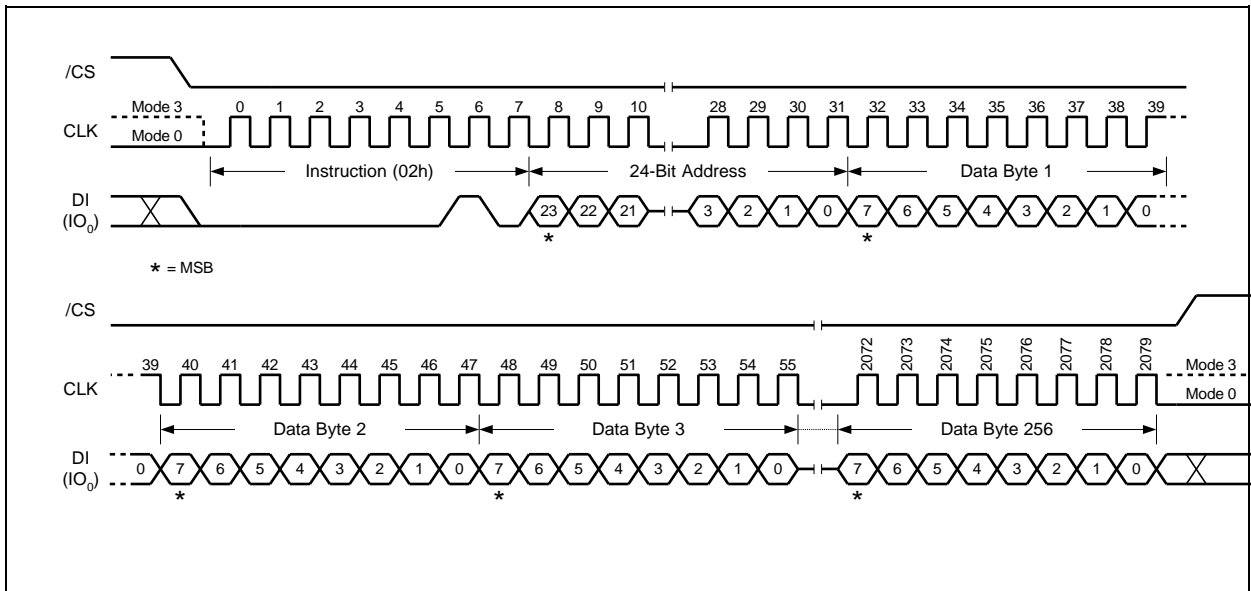 /CS
Mode 3 0 1 2 3 4 5 6 7 8 9 10 28 29 30 31 32 33 34 35 36 37 38 39
CLK
Mode 0
Instruction (02h) 24-Bit Address Data Byte 1
DI
(IO0) 23 22 21 3 2 1 0 7 6 5 4 3 2 1 0
* *
* = MSB
/CS
39 40 41 42 43 44 45 46 47 48 49 50 51 52 53 54 55 2072 2073 2074 2075 2076 2077 2078 2079 Mode 3
CLK
Mode 0
Data Byte 2 Data Byte 3 Data Byte 256
DI
(IO0) 0 7 6 5 4 3 2 1 0 7 6 5 4 3 2 1 0 7 6 5 4 3 2 1 0
* * *